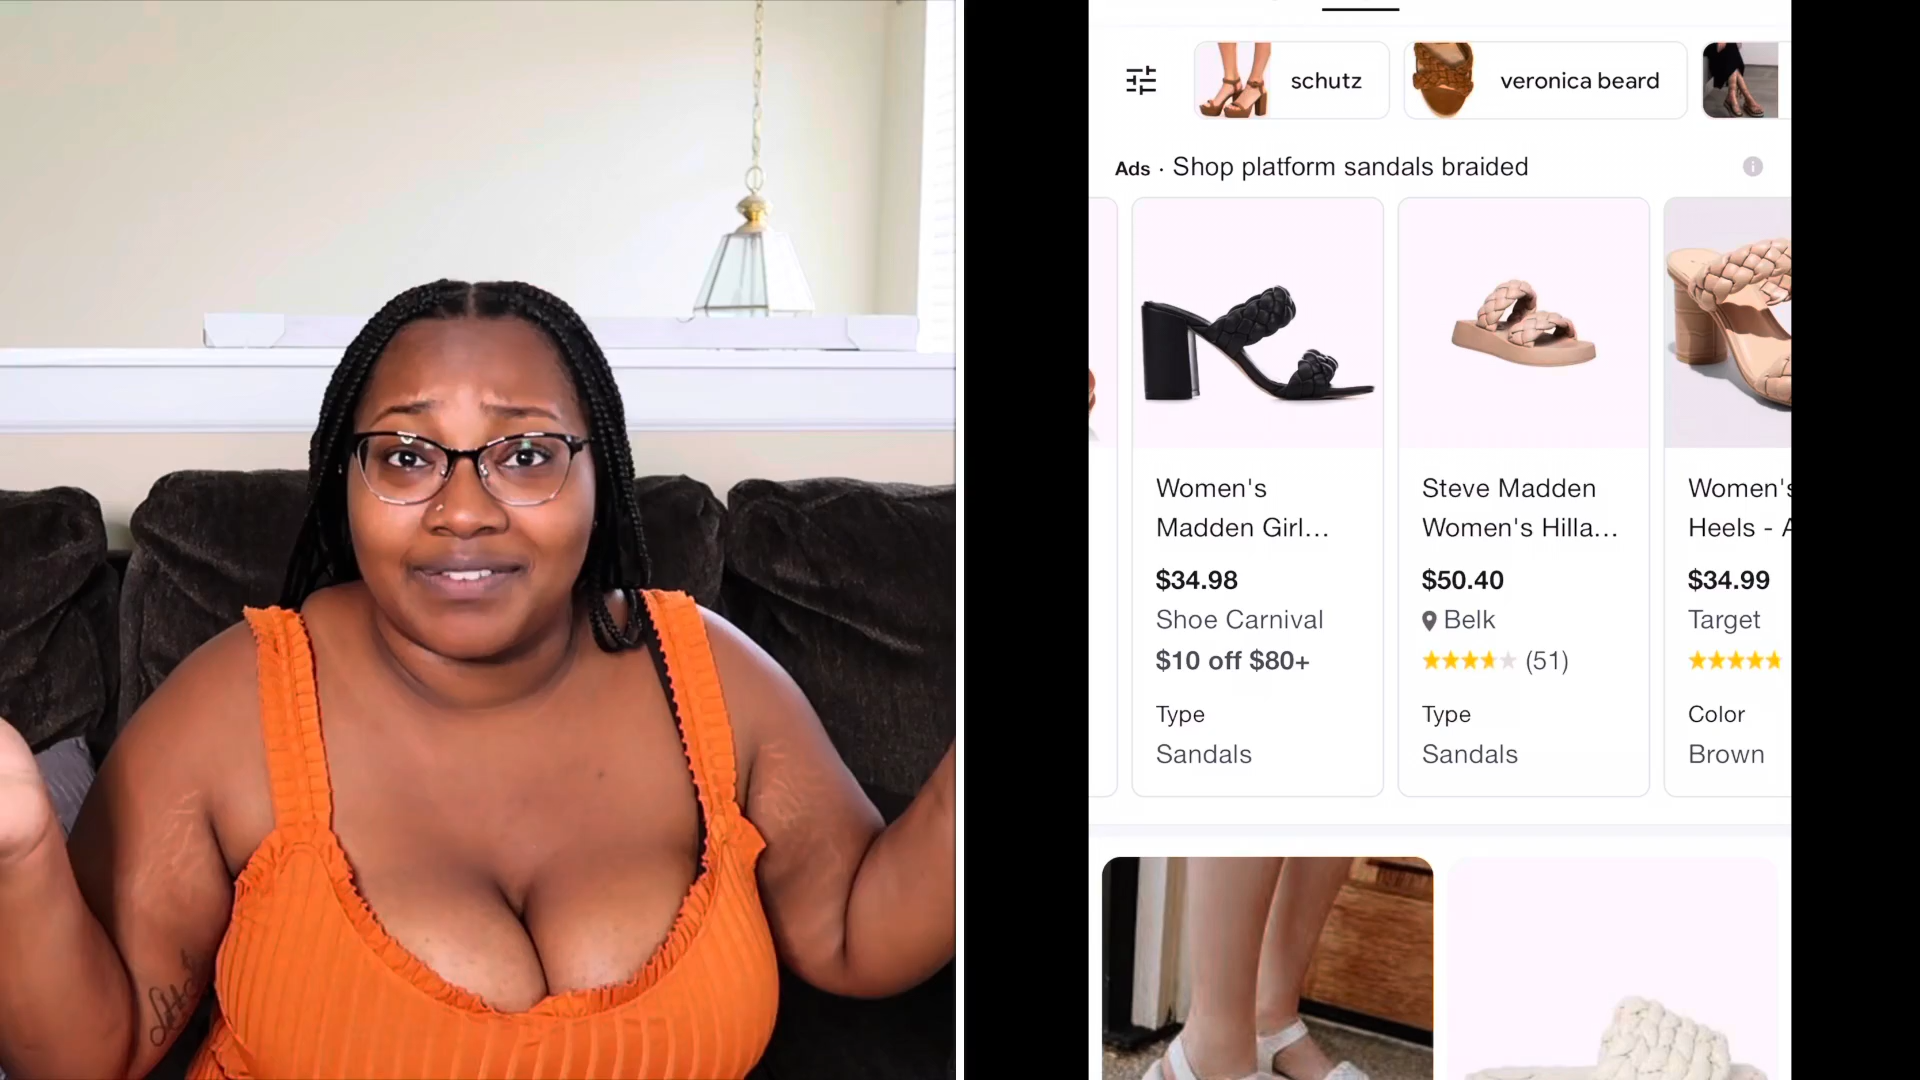 schutz
veronica beard
Ads · Shop platform sandals braided
Women's
Madden Girl...
$34.98
Shoe Carnival
$10 off $80+
Type
Sandals
Steve Madden
Women's Hilla...
$50.40
Belk
(51)
Type
Sandals
Women's
Heels - A
$34.99
Target
Color
Brown